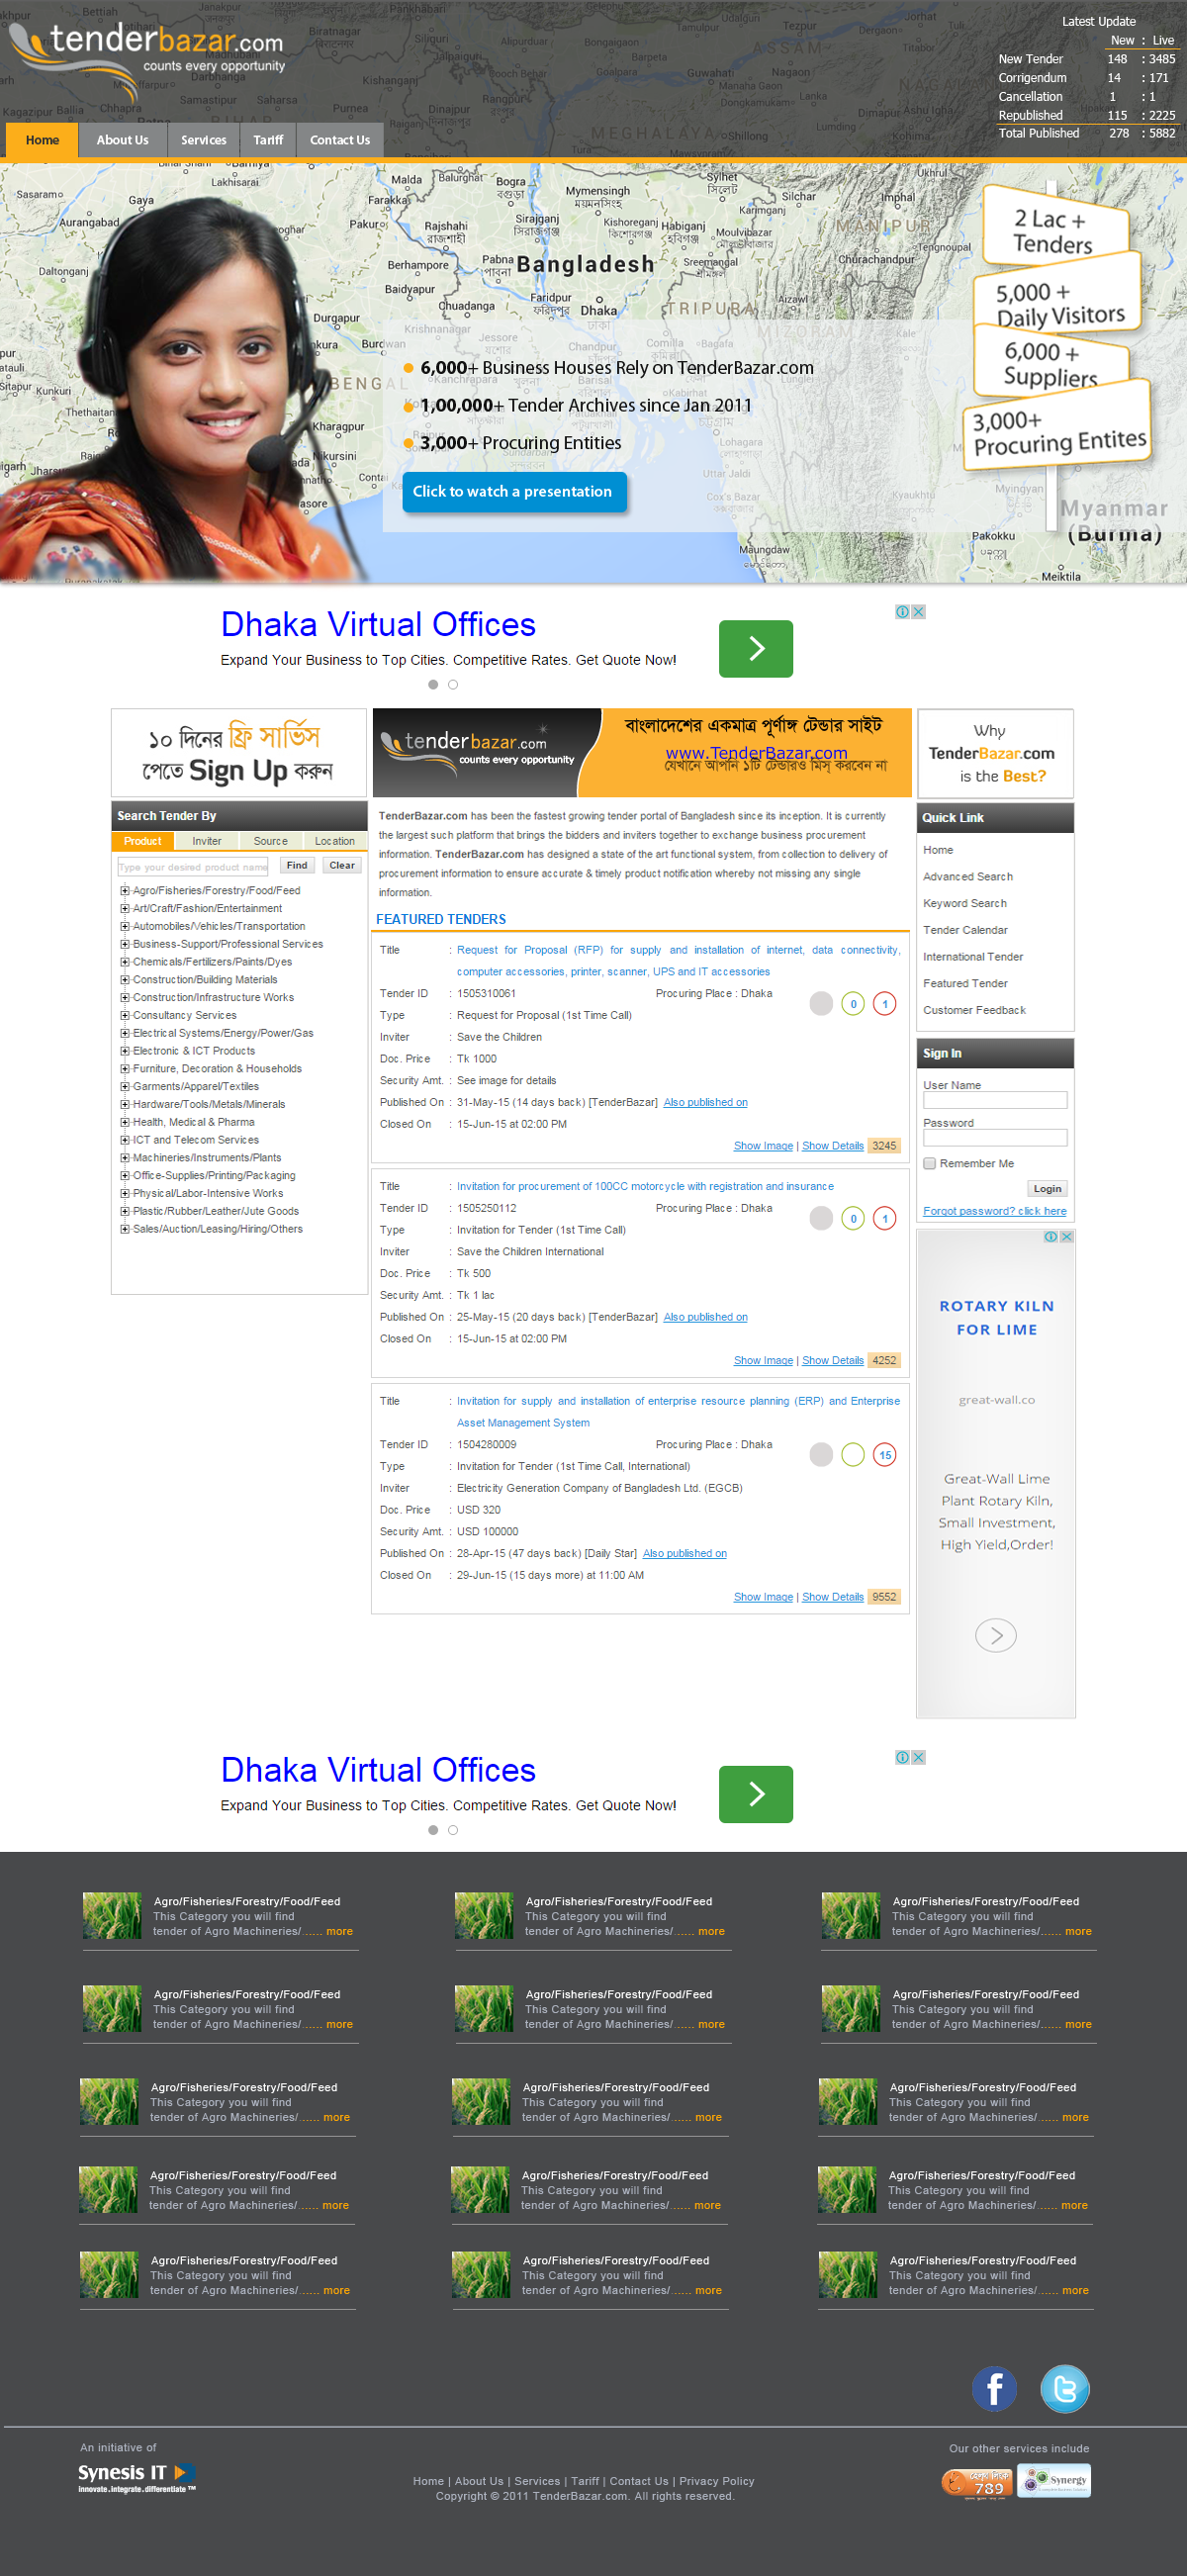 tenderbazar.com
counts every opportunity
Latest Update
New : Live
New Tender 148 : 3485
Corrigendum 14 : 171
Cancellation 1 : 1
Republished 115 : 2225
Total Published 278 : 5882
Home About Us Services Tariff Contact Us
2 Lac +
Tenders
5,000 +
Daily Visitors
6,000 +
Suppliers
3,000+
Procuring Entites
Bangladesh
Dhaka
Myanmar
(Burma)
6,000+ Business Houses Rely on TenderBazar.com
1,00,000+ Tender Archives since Jan 2011
3,000+ Procuring Entities
Click to watch a presentation
Dhaka Virtual Offices
Expand Your Business to Top Cities. Competitive Rates. Get Quote Now!
১০ দিনের ফ্রি সার্ভিস
পেতে Sign Up করুন
tenderbazar.com
counts every opportunity
বাংলাদেশের একমাত্র পূর্ণাঙ্গ টেন্ডার সাইট
www.TenderBazar.com
যেখানে আপনি ১টি টেন্ডারও মিস্ করবেন না
Why
TenderBazar.com
is the Best?
Search Tender By
Product Inviter Source Location
Type your desired product name Find Clear
Agro/Fisheries/Forestry/Food/Feed
Art/Craft/Fashion/Entertainment
Automobiles/Vehicles/Transportation
Business-Support/Professional Services
Chemicals/Fertilizers/Paints/Dyes
Construction/Building Materials
Construction/Infrastructure Works
Consultancy Services
Electrical Systems/Energy/Power/Gas
Electronic & ICT Products
Furniture, Decoration & Households
Garments/Apparel/Textiles
Hardware/Tools/Metals/Minerals
Health, Medical & Pharma
ICT and Telecom Services
Machineries/Instruments/Plants
Office-Supplies/Printing/Packaging
Physical/Labor-Intensive Works
Plastic/Rubber/Leather/Jute Goods
Sales/Auction/Leasing/Hiring/Others
TenderBazar.com has been the fastest growing tender portal of Bangladesh since its inception. It is currently
the largest such platform that brings the bidders and inviters together to exchange business procurement
information. TenderBazar.com has designed a state of the art functional system, from collection to delivery of
procurement information to ensure accurate & timely product notification whereby not missing any single
information.
FEATURED TENDERS
Title : Request for Proposal (RFP) for supply and installation of internet, data connectivity,
computer accessories, printer, scanner, UPS and IT accessories
Tender ID : 1505310061 Procuring Place : Dhaka 0 1
Type : Request for Proposal (1st Time Call)
Inviter : Save the Children
Doc. Price : Tk 1000
Security Amt. : See image for details
Published On : 31-May-15 (14 days back) [TenderBazar] Also published on
Closed On : 15-Jun-15 at 02:00 PM
Show Image | Show Details 3245
Title : Invitation for procurement of 100CC motorcycle with registration and insurance
Tender ID : 1505250112 Procuring Place : Dhaka 0 1
Type : Invitation for Tender (1st Time Call)
Inviter : Save the Children International
Doc. Price : Tk 500
Security Amt. : Tk 1 lac
Published On : 25-May-15 (20 days back) [TenderBazar] Also published on
Closed On : 15-Jun-15 at 02:00 PM
Show Image | Show Details 4252
Title : Invitation for supply and installation of enterprise resource planning (ERP) and Enterprise
Asset Management System
Tender ID : 1504280009 Procuring Place : Dhaka 15
Type : Invitation for Tender (1st Time Call, International)
Inviter : Electricity Generation Company of Bangladesh Ltd. (EGCB)
Doc. Price : USD 320
Security Amt. : USD 100000
Published On : 28-Apr-15 (47 days back) [Daily Star] Also published on
Closed On : 29-Jun-15 (15 days more) at 11:00 AM
Show Image | Show Details 9552
Quick Link
Home
Advanced Search
Keyword Search
Tender Calendar
International Tender
Featured Tender
Customer Feedback
Sign In
User Name
Password
Remember Me
Login
Forgot password? click here
ROTARY KILN
FOR LIME
great-wall.co
Great-Wall Lime
Plant Rotary Kiln,
Small Investment,
High Yield,Order!
Dhaka Virtual Offices
Expand Your Business to Top Cities. Competitive Rates. Get Quote Now!
Agro/Fisheries/Forestry/Food/Feed Agro/Fisheries/Forestry/Food/Feed Agro/Fisheries/Forestry/Food/Feed
This Category you will find This Category you will find This Category you will find
tender of Agro Machineries/...... more tender of Agro Machineries/...... more tender of Agro Machineries/...... more
Agro/Fisheries/Forestry/Food/Feed Agro/Fisheries/Forestry/Food/Feed Agro/Fisheries/Forestry/Food/Feed
This Category you will find This Category you will find This Category you will find
tender of Agro Machineries/...... more tender of Agro Machineries/...... more tender of Agro Machineries/...... more
Agro/Fisheries/Forestry/Food/Feed Agro/Fisheries/Forestry/Food/Feed Agro/Fisheries/Forestry/Food/Feed
This Category you will find This Category you will find This Category you will find
tender of Agro Machineries/...... more tender of Agro Machineries/...... more tender of Agro Machineries/...... more
Agro/Fisheries/Forestry/Food/Feed Agro/Fisheries/Forestry/Food/Feed Agro/Fisheries/Forestry/Food/Feed
This Category you will find This Category you will find This Category you will find
tender of Agro Machineries/...... more tender of Agro Machineries/...... more tender of Agro Machineries/...... more
Agro/Fisheries/Forestry/Food/Feed Agro/Fisheries/Forestry/Food/Feed Agro/Fisheries/Forestry/Food/Feed
This Category you will find This Category you will find This Category you will find
tender of Agro Machineries/...... more tender of Agro Machineries/...... more tender of Agro Machineries/...... more
An initiative of
Synesis IT
innovate.integrate.differentiate ™
Home | About Us | Services | Tariff | Contact Us | Privacy Policy
Copyright © 2011 TenderBazar.com. All rights reserved.
Our other services include
789
Synergy